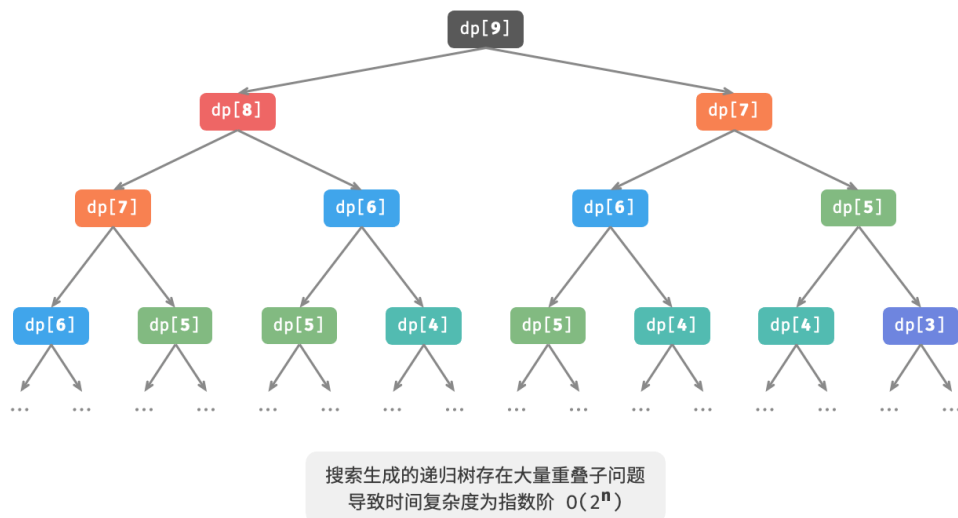 dp[9]
dp[8] dp[7]
dp[7] dp[6] dp[6] dp[5]
dp[6] dp[5] dp[5] dp[4] dp[5] dp[4] dp[4] dp[3]
... ... ... ... ... ... ... ... ... ... ... ... ... ... ... ...
搜索生成的递归树存在大量重叠子问题
导致时间复杂度为指数阶 O(2ⁿ)